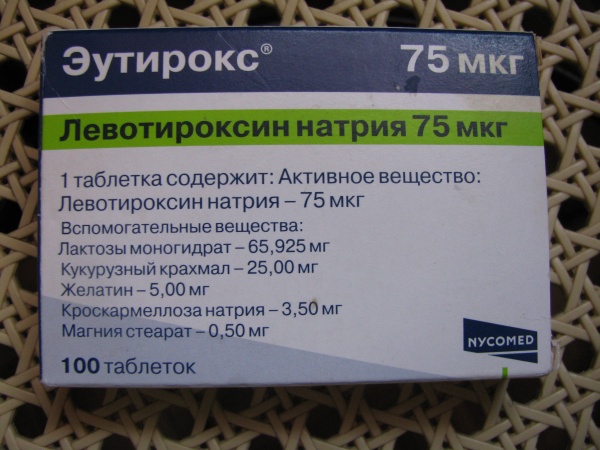 Эутирокс® 75 мкг
Левотироксин натрия 75 мкг
1 таблетка содержит: Активное вещество:
Левотироксин натрия – 75 мкг
Вспомогательные вещества:
Лактозы моногидрат – 65,925 мг
Кукурузный крахмал – 25,00 мг
Желатин – 5,00 мг
Кроскармеллоза натрия – 3,50 мг
Магния стеарат – 0,50 мг
100 таблеток
NYCOMED